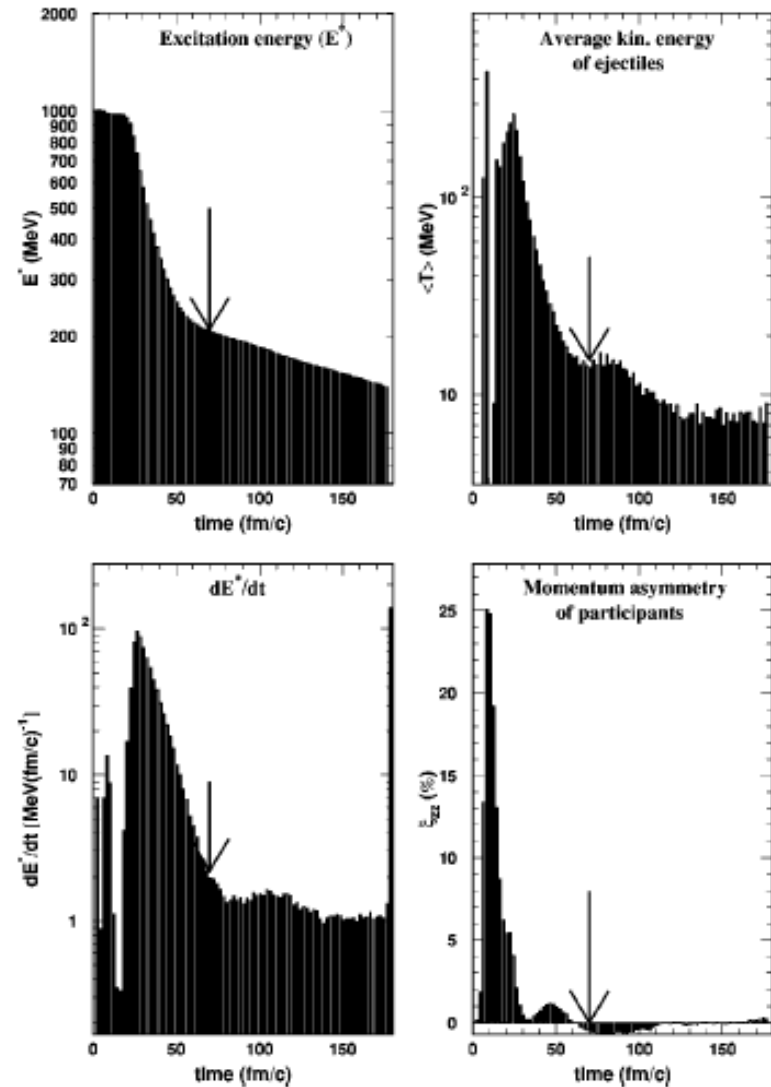 Excitation energy (E*)
2000
1000
900
800
700
600
500
400
300
200
100
90
80
70
E* (MeV)
0 50 100 150
time (fm/c)
Average kin. energy
of ejectiles
10²
10
<T> (MeV)
0 50 100 150
time (fm/c)
dE*/dt
10²
10
1
dE*/dt [MeV(fm/c)⁻¹]
0 50 100 150
time (fm/c)
Momentum asymmetry
of participants
25
20
15
10
5
0
ξzz (%)
0 50 100 150
time (fm/c)